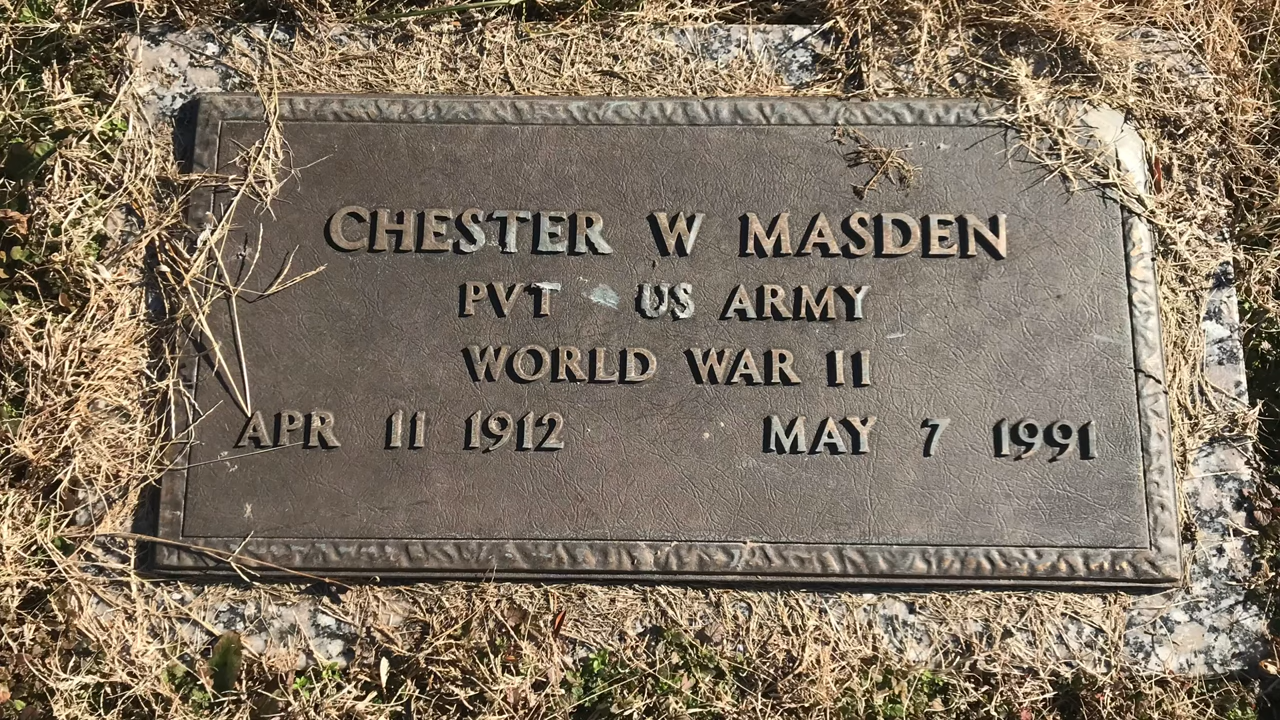 CHESTER W MASDEN
PVT US ARMY
WORLD WAR II
APR 11 1912 MAY 7 1991